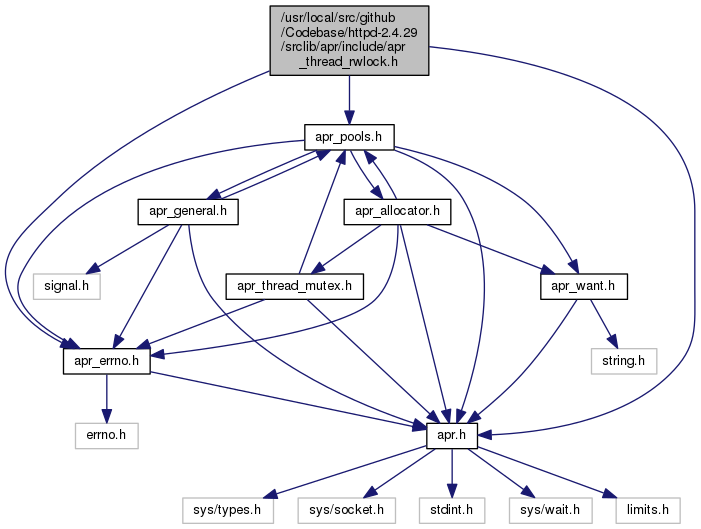 /usr/local/src/github
/Codebase/httpd-2.4.29
/srclib/apr/include/apr
_thread_rwlock.h
apr_pools.h
apr_general.h
apr_allocator.h
signal.h
apr_thread_mutex.h
apr_want.h
apr_errno.h
string.h
errno.h
apr.h
sys/types.h
sys/socket.h
stdint.h
sys/wait.h
limits.h